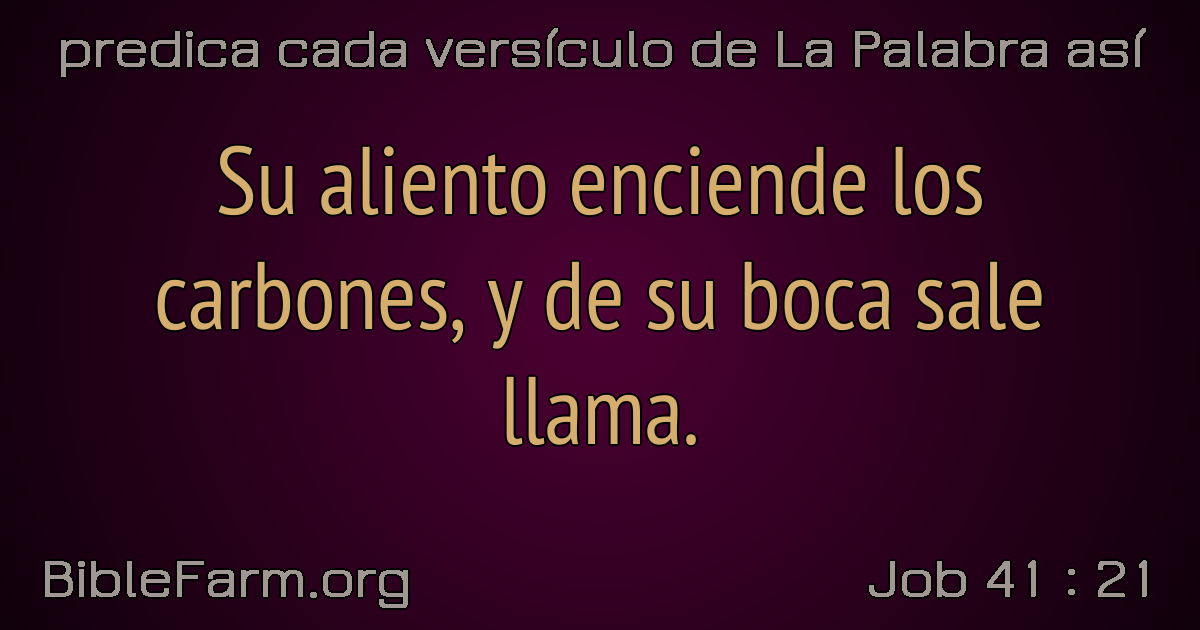 predica cada versículo de La Palabra así
Su aliento enciende los
carbones, y de su boca sale
llama.
BibleFarm.org
Job 41 : 21